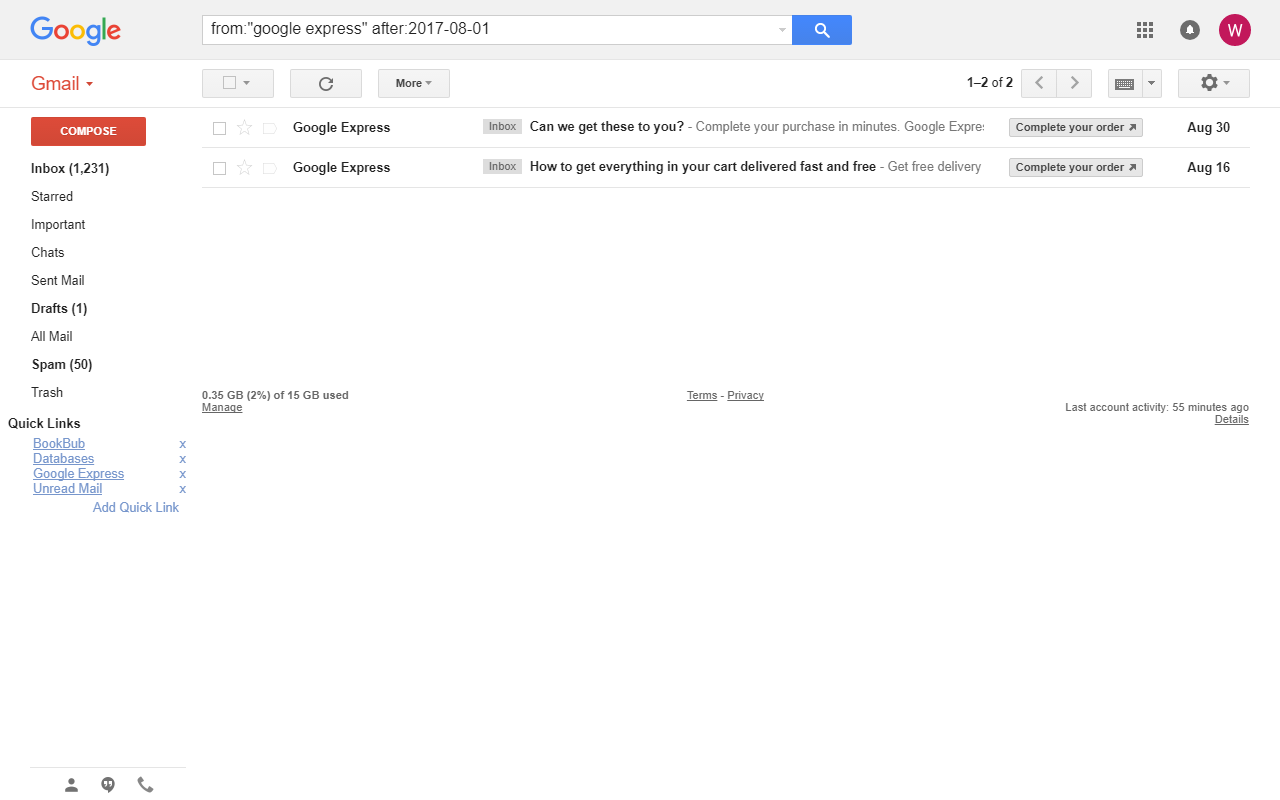 Google
from:"google express" after:2017-08-01
W
Gmail
More
1–2 of 2
COMPOSE
Google Express Inbox Can we get these to you? - Complete your purchase in minutes. Google Expre Complete your order Aug 30
Google Express Inbox How to get everything in your cart delivered fast and free - Get free delivery Complete your order Aug 16
Inbox (1,231)
Starred
Important
Chats
Sent Mail
Drafts (1)
All Mail
Spam (50)
Trash
Quick Links
BookBub x
Databases x
Google Express x
Unread Mail x
Add Quick Link
0.35 GB (2%) of 15 GB used
Manage
Terms - Privacy
Last account activity: 55 minutes ago
Details